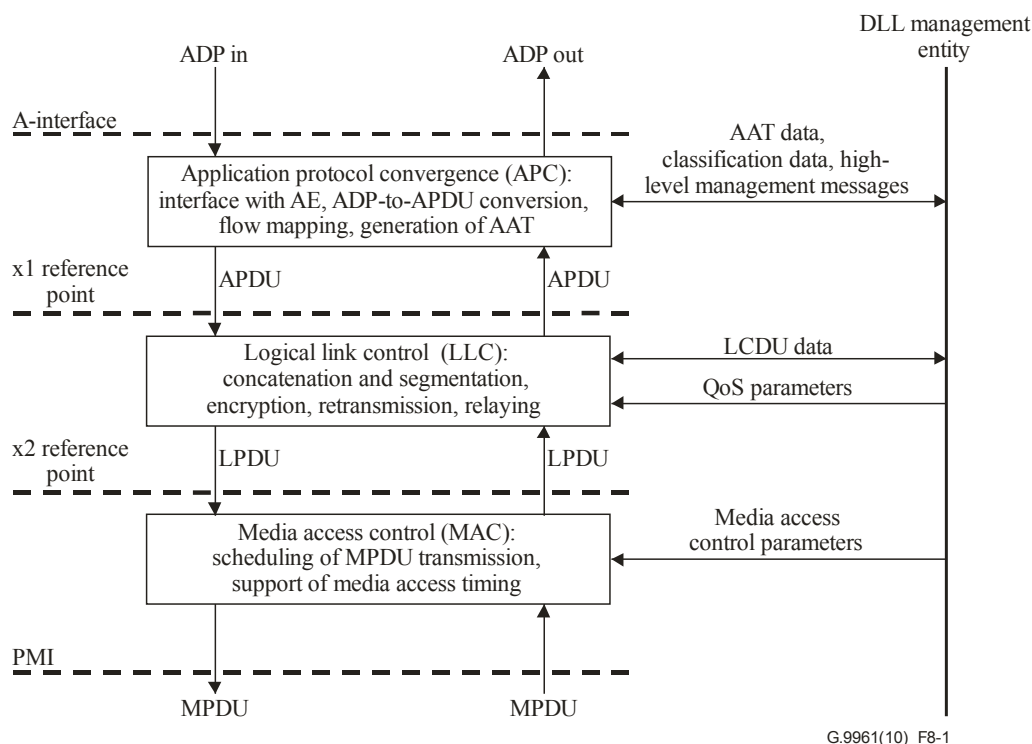 DLL management
entity
ADP in
ADP out
A-interface
AAT data,
classification data, high-
level management messages
Application protocol convergence (APC):
interface with AE, ADP-to-APDU conversion,
flow mapping, generation of AAT
x1 reference
point
APDU
APDU
Logical link control (LLC):
concatenation and segmentation,
encryption, retransmission, relaying
LCDU data
QoS parameters
x2 reference
point
LPDU
LPDU
Media access control (MAC):
scheduling of MPDU transmission,
support of media access timing
Media access
control parameters
PMI
MPDU
MPDU
G.9961(10)_F8-1